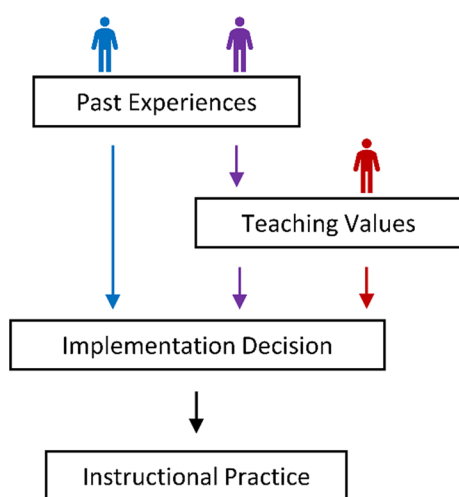 Past Experiences
Teaching Values
Implementation Decision
Instructional Practice